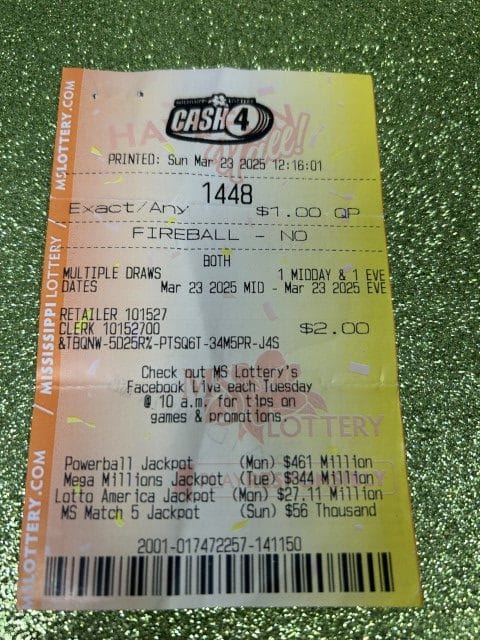 MISSISSIPPI LOTTERY
CASH 4
PRINTED: Sun Mar 23 2025 12:16:01
1448
Exact/Any $1.00 QP
FIREBALL - NO
BOTH
MULTIPLE DRAWS 1 MIDDAY & 1 EVE
DATES Mar 23 2025 MID - Mar 23 2025 EVE
RETAILER 101527
CLERK 10152700 $2.00
&TBQNW-5D25R%-PTSQ6T-34M5PR-J4S
Check out MS Lottery's
Facebook Live each Tuesday
@ 10 a.m. for tips on
games & promotions.
LOTTERY
Powerball Jackpot (Mon) $461 Million
Mega Millions Jackpot (Tue) $344 Million
Lotto America Jackpot (Mon) $27.11 Million
MS Match 5 Jackpot (Sun) $56 Thousand
2001-017472257-141150
MSLOTTERY.COM
/ MISSISSIPPI LOTTERY /
MSLOTTERY.COM